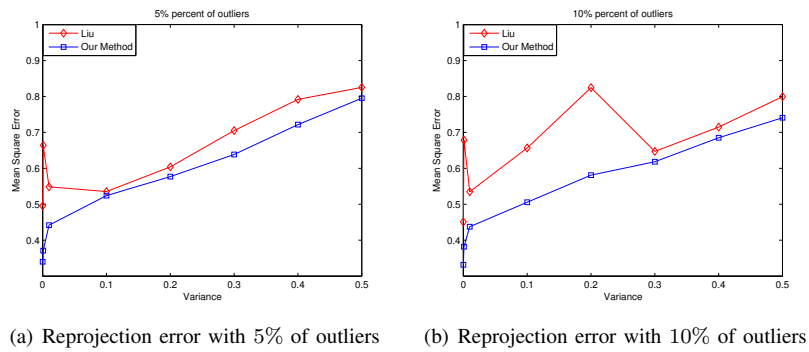 5% percent of outliers
1
0.9
0.8
0.7
0.6
0.5
0.4
Mean Square Error
Liu
Our Method
0 0.1 0.2 0.3 0.4 0.5
Variance
(a) Reprojection error with 5% of outliers
10% percent of outliers
1
0.9
0.8
0.7
0.6
0.5
0.4
Mean Square Error
Liu
Our Method
0 0.1 0.2 0.3 0.4 0.5
Variance
(b) Reprojection error with 10% of outliers